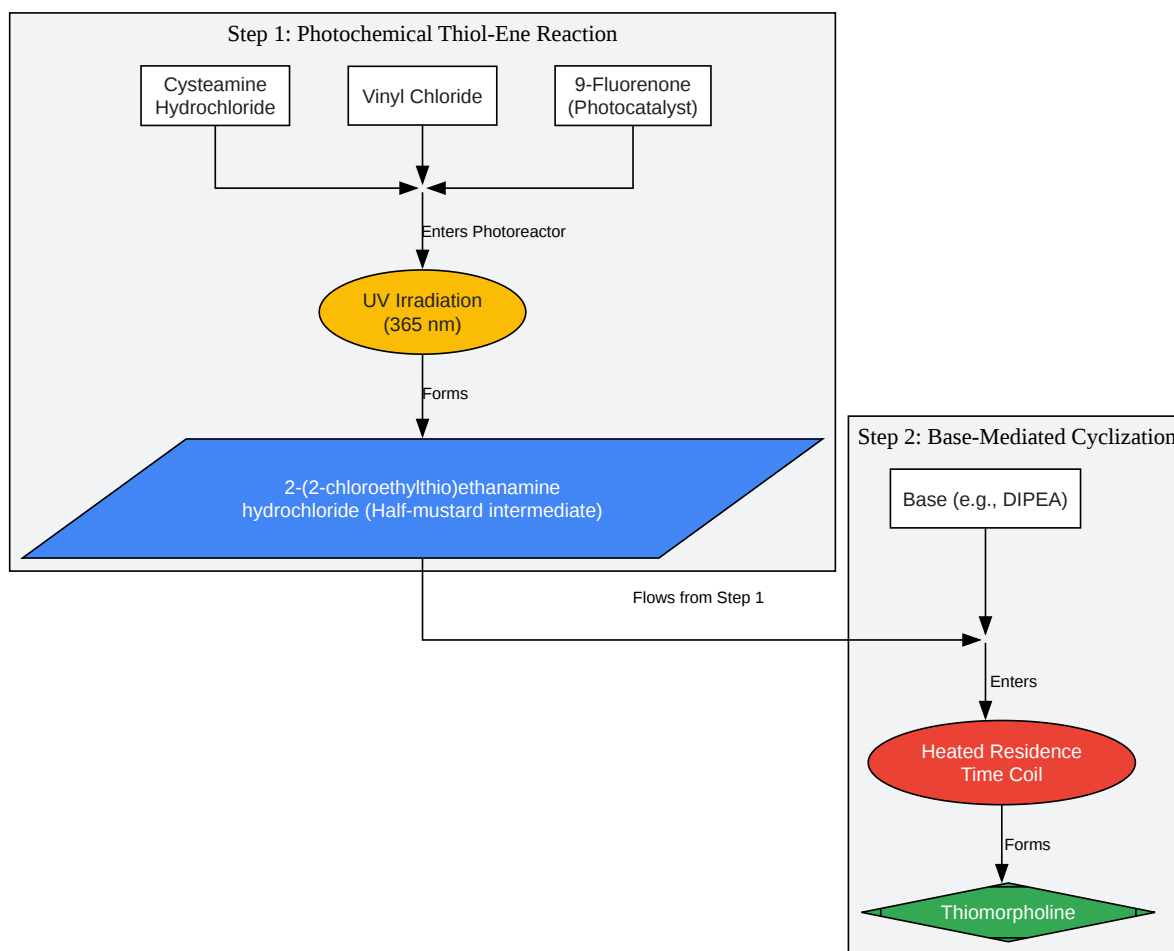 Step 1: Photochemical Thiol-Ene Reaction
Cysteamine
Hydrochloride
Vinyl Chloride
9-Fluorenone
(Photocatalyst)
Enters Photoreactor
UV Irradiation
(365 nm)
Forms
2-(2-chloroethylthio)ethanamine
hydrochloride (Half-mustard intermediate)
Flows from Step 1
Step 2: Base-Mediated Cyclization
Base (e.g., DIPEA)
Enters
Heated Residence
Time Coil
Forms
Thiomorpholine